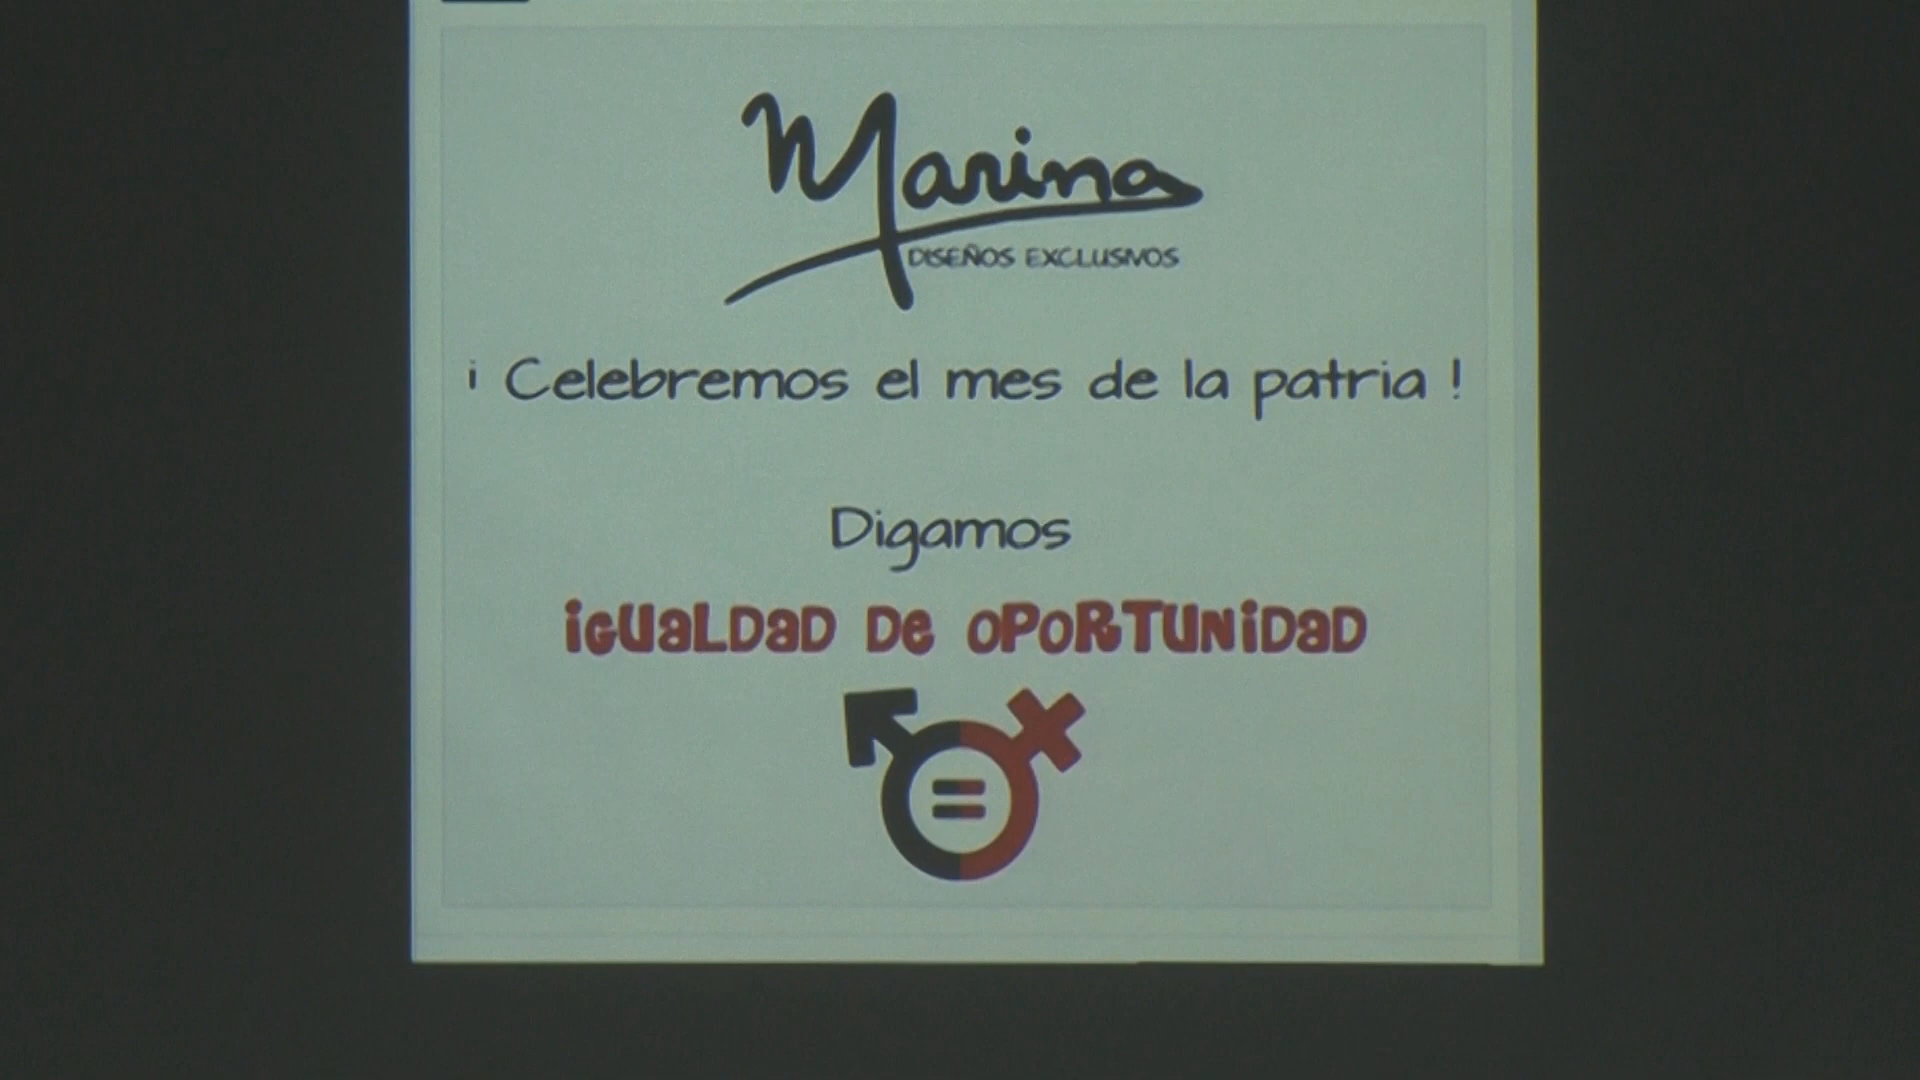 Marina
DISEÑOS EXCLUSIVOS
¡ Celebremos el mes de la patria !
Digamos
iGUaLDaD De OPORTUNiDaD
=